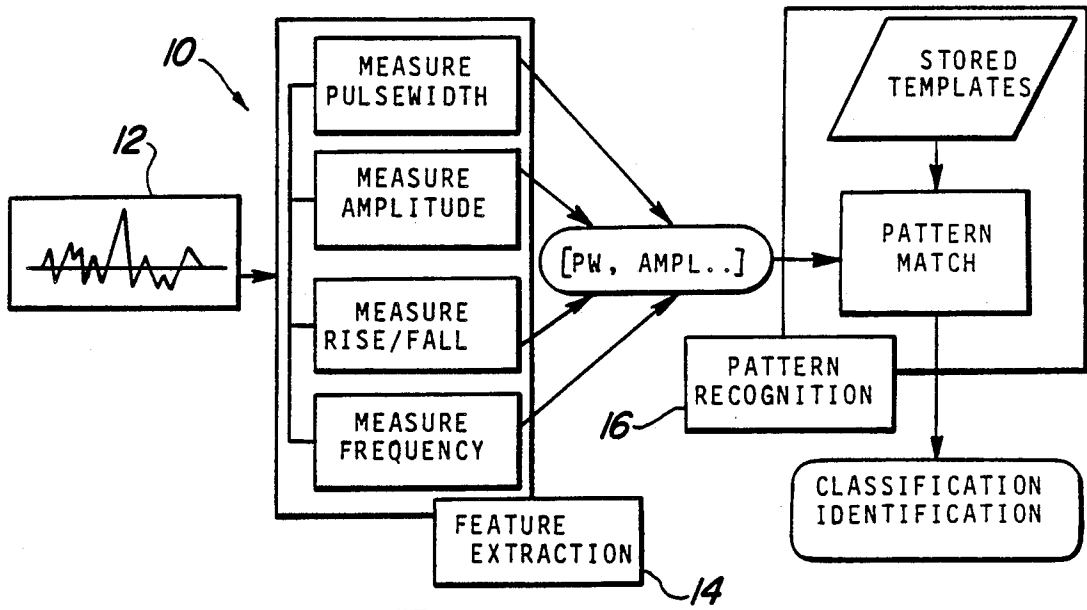 10
12
MEASURE
PULSEWIDTH
MEASURE
AMPLITUDE
MEASURE
RISE/FALL
MEASURE
FREQUENCY
FEATURE
EXTRACTION
14
[PW, AMPL..]
STORED
TEMPLATES
PATTERN
MATCH
PATTERN
RECOGNITION
16
CLASSIFICATION
IDENTIFICATION